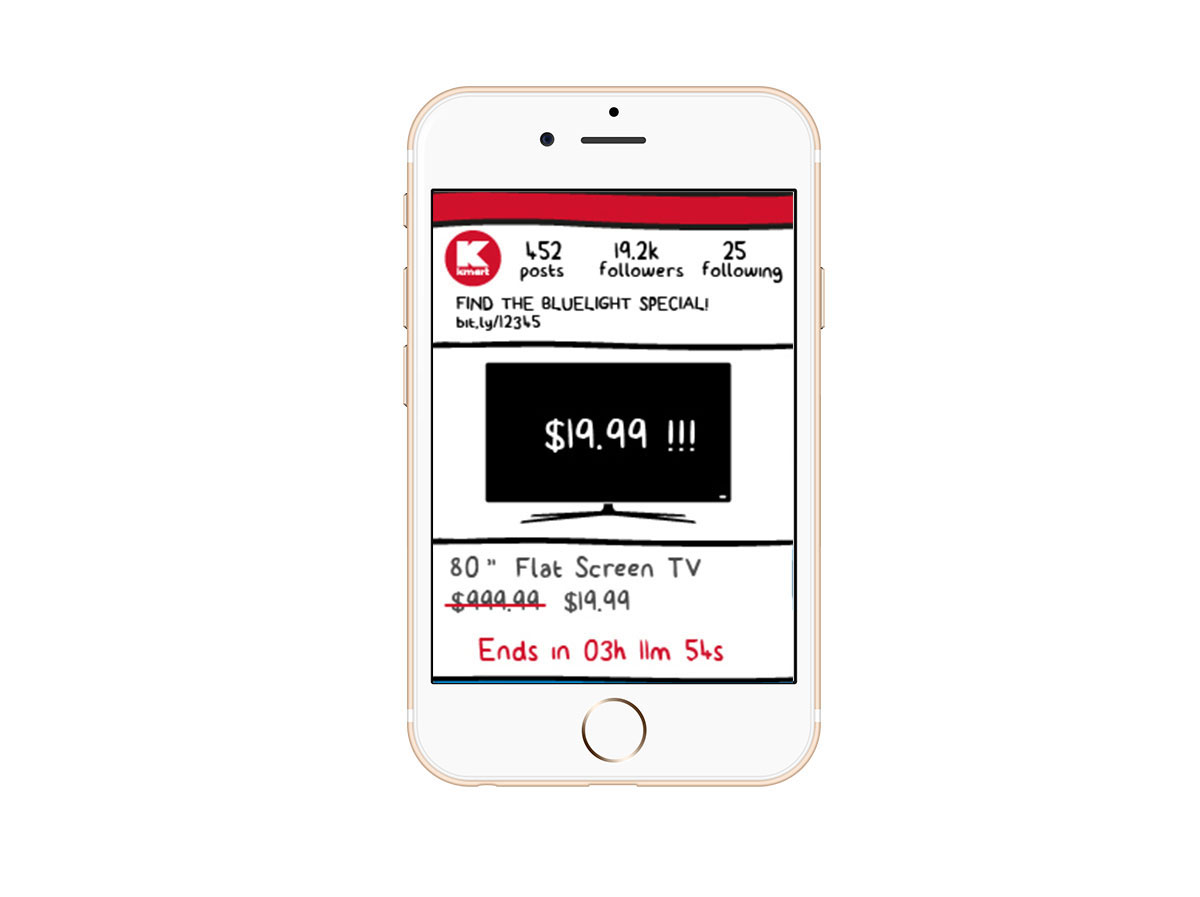 452 19.2k 25
posts followers following
K
kmart
FIND THE BLUELIGHT SPECIAL!
bit.ly/12345
$19.99 !!!
80" Flat Screen TV
$999.99 $19.99
Ends in 03h 11m 54s